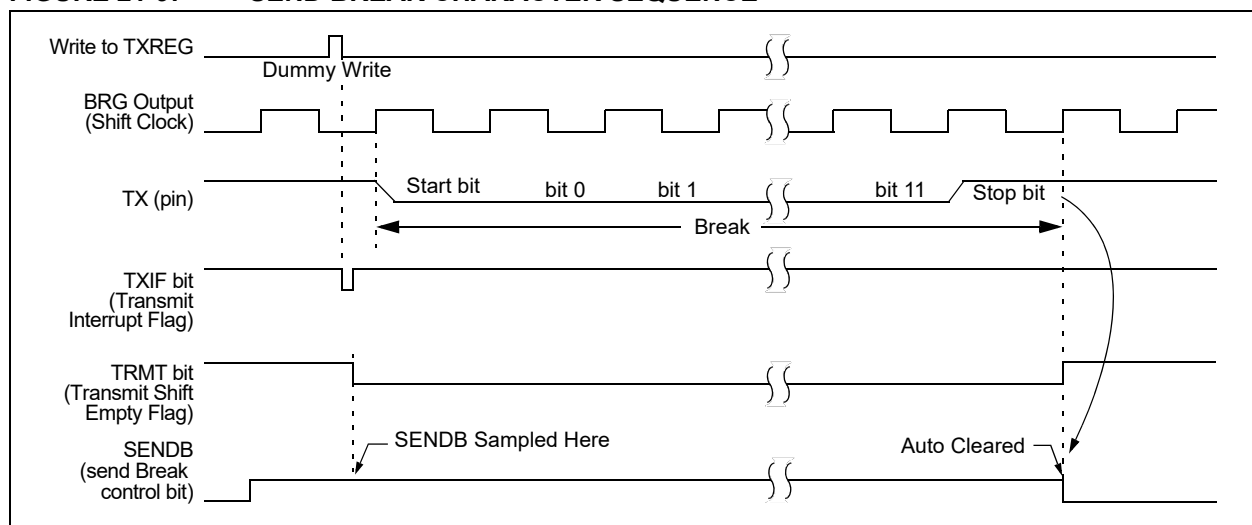 Write to TXREG
Dummy Write
BRG Output
(Shift Clock)
TX (pin)
Start bit
bit 0
bit 1
bit 11
Stop bit
Break
TXIF bit
(Transmit
Interrupt Flag)
TRMT bit
(Transmit Shift
Empty Flag)
SENDB Sampled Here
Auto Cleared
SENDB
(send Break
control bit)